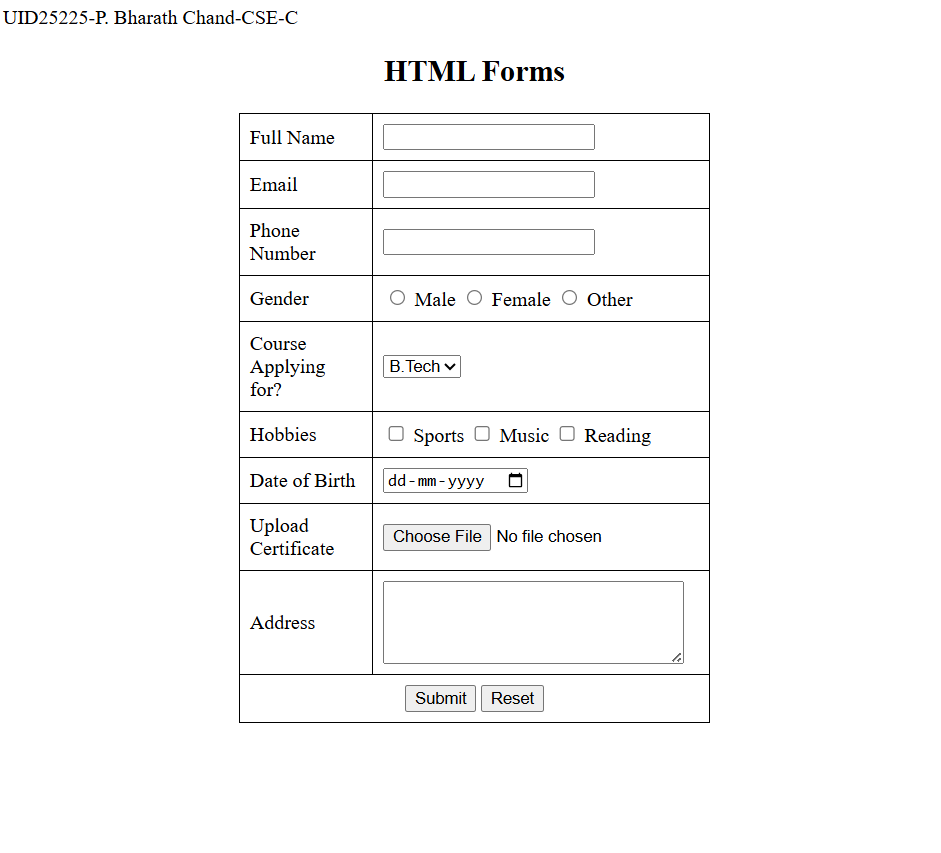 UID25225-P. Bharath Chand-CSE-C
HTML Forms
Full Name
Email
Phone
Number
Gender
Male Female Other
Course
Applying
for?
B.Tech
Hobbies
Sports Music Reading
Date of Birth
dd-mm-yyyy
Upload
Certificate
Choose File No file chosen
Address
Submit Reset